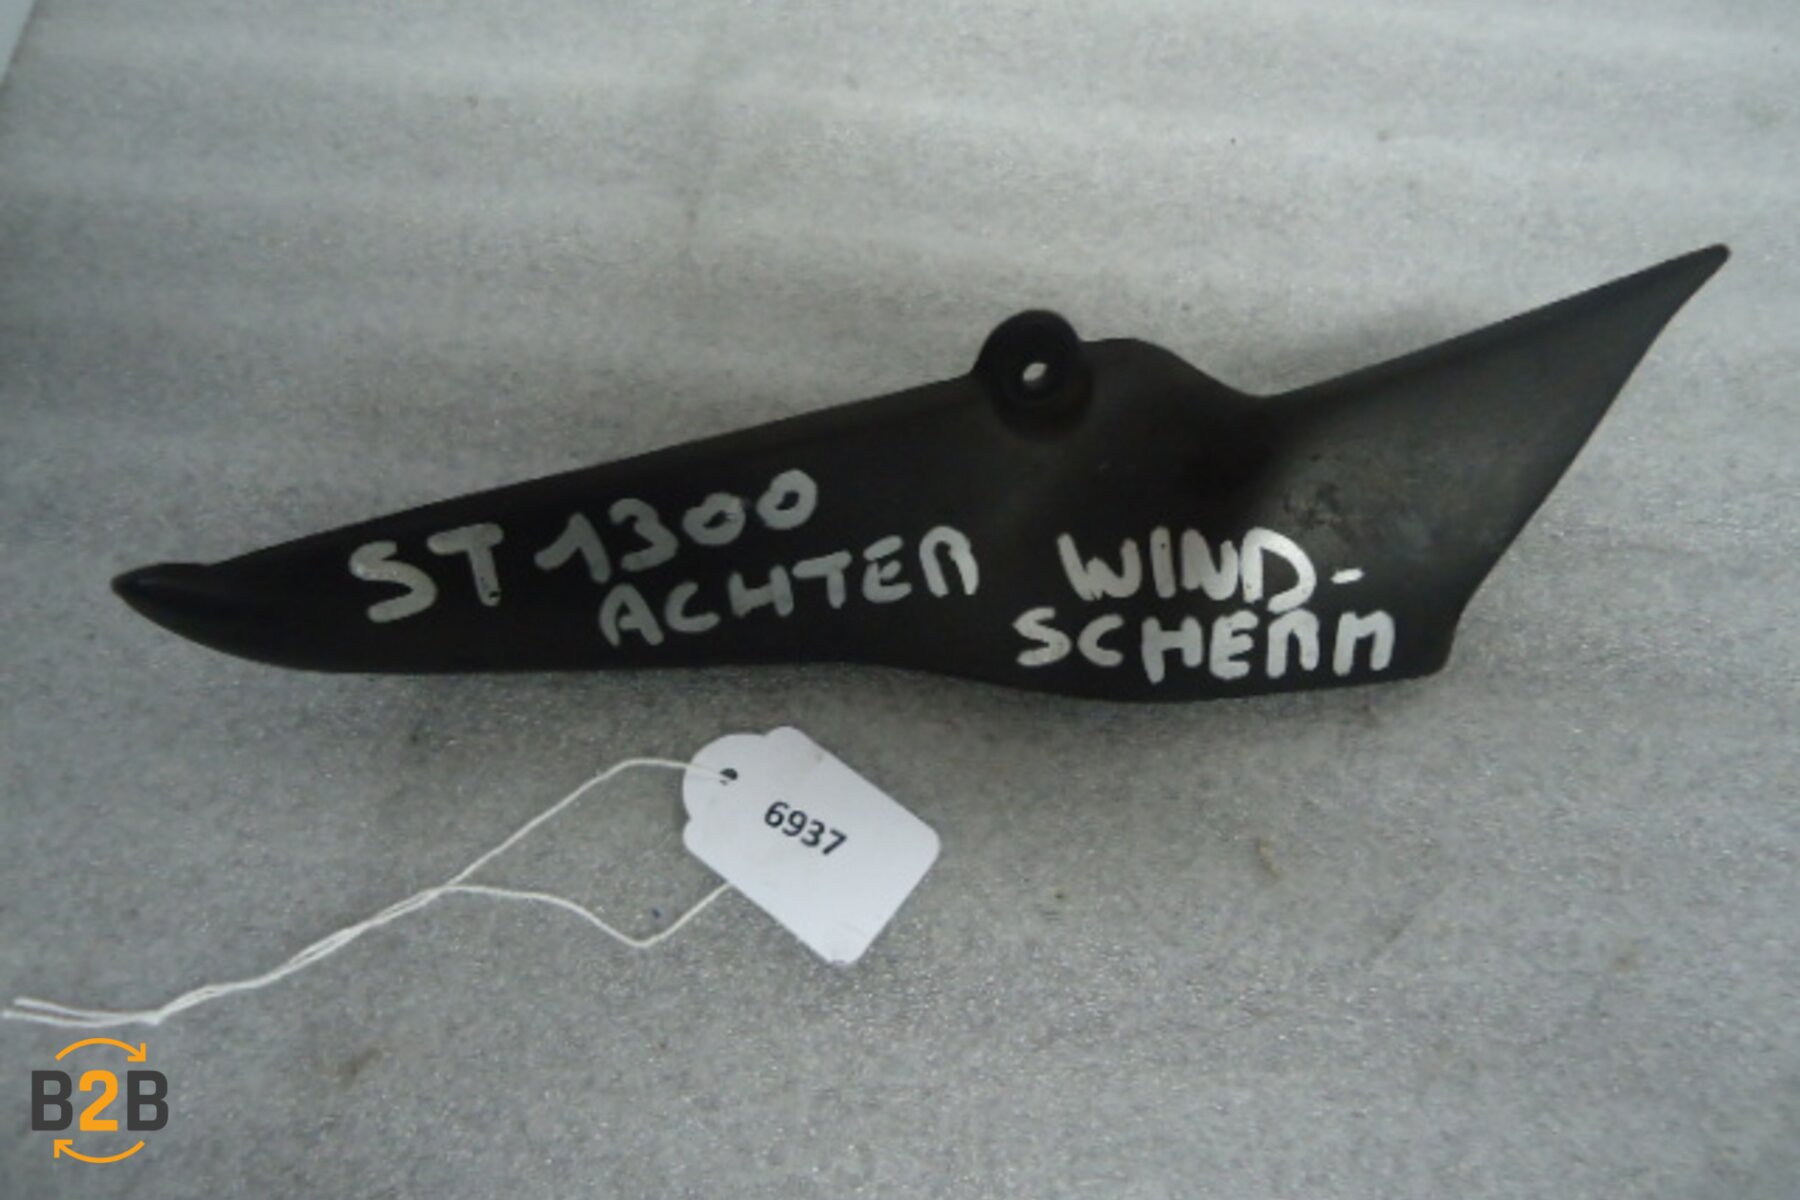 ST 1300
ACHTER WIND-
SCHERM
6937
B2B